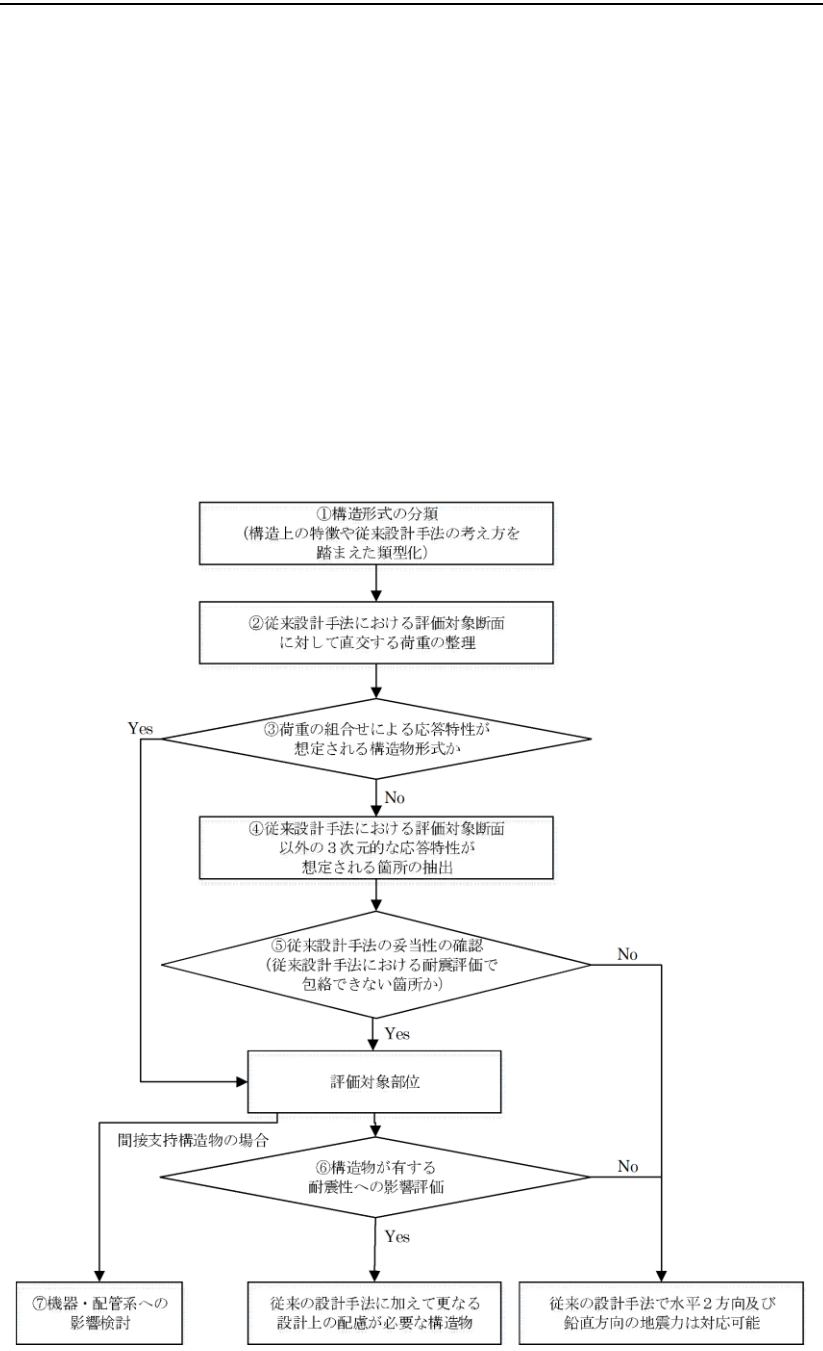 ①構造形式の分類
(構造上の特徴や従来設計手法の考え方を
踏まえた類型化)
②従来設計手法における評価対象断面
に対して直交する荷重の整理
Yes
③荷重の組合せによる応答特性が
想定される構造物形式か
No
④従来設計手法における評価対象断面
以外の3次元的な応答特性が
想定される箇所の抽出
⑤従来設計手法の妥当性の確認
(従来設計手法における耐震評価で
包絡できない箇所か)
No
Yes
評価対象部位
間接支持構造物の場合
⑥構造物が有する
耐震性への影響評価
No
Yes
⑦機器・配管系への
影響検討
従来の設計手法に加えて更なる
設計上の配慮が必要な構造物
従来の設計手法で水平2方向及び
鉛直方向の地震力は対応可能